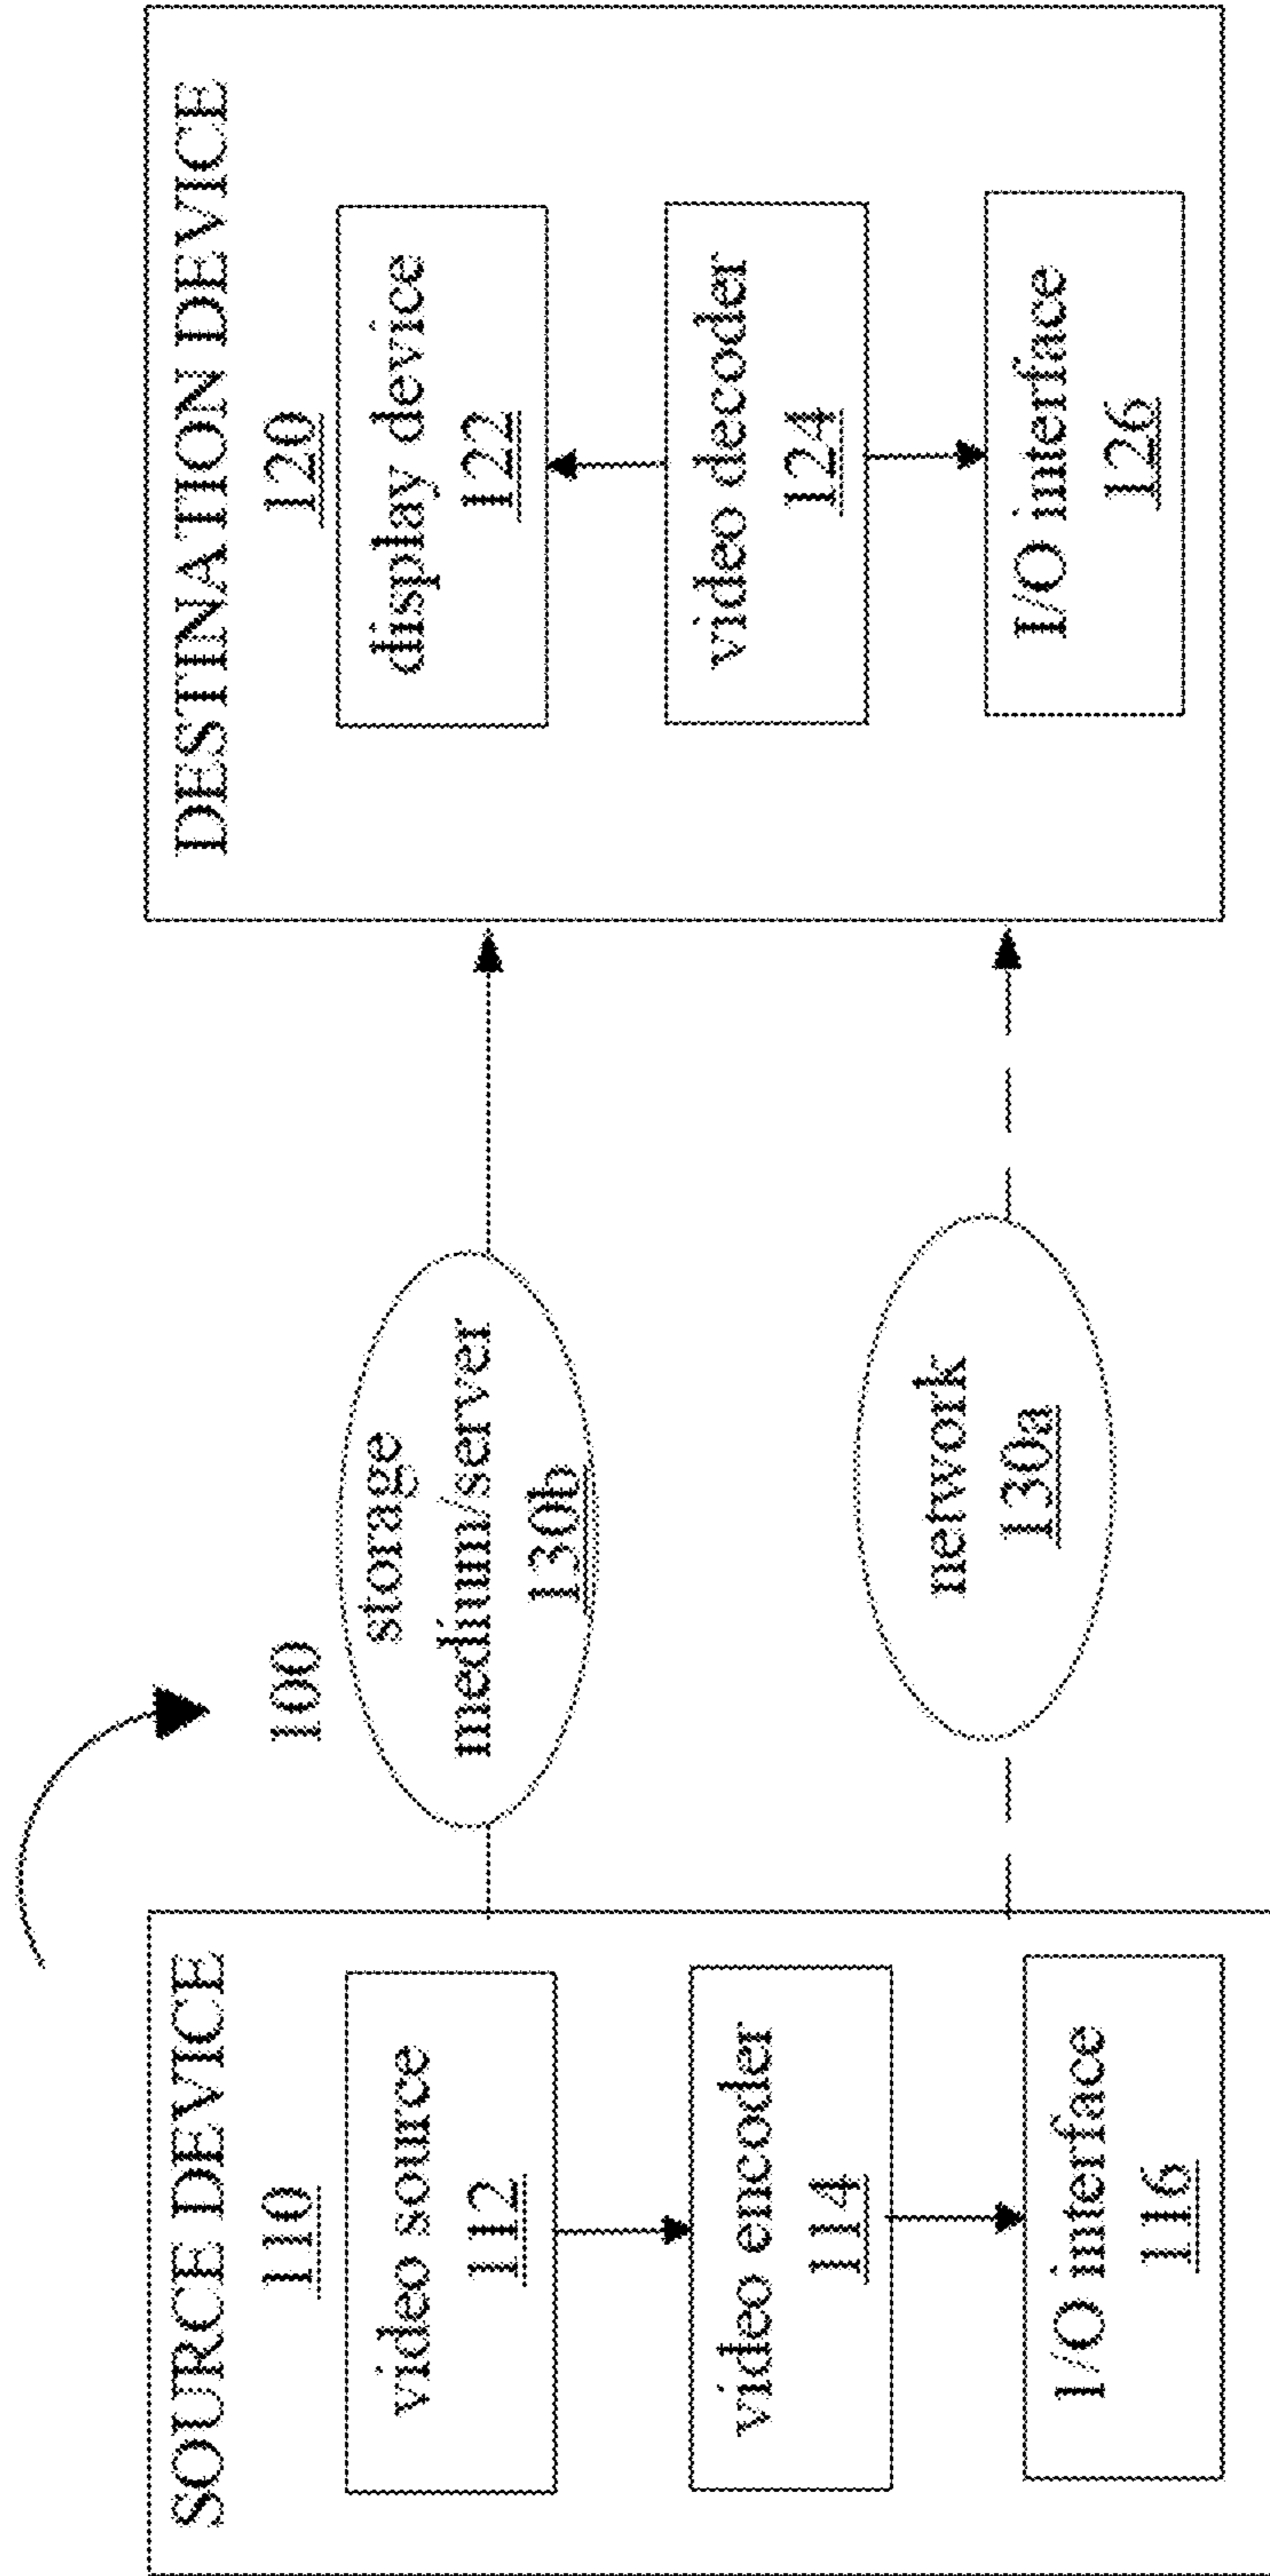 100
SOURCE DEVICE
110
video source
112
video encoder
114
I/O interface
116
storage
medium/server
130b
network
130a
DESTINATION DEVICE
120
display device
122
video decoder
124
I/O interface
126